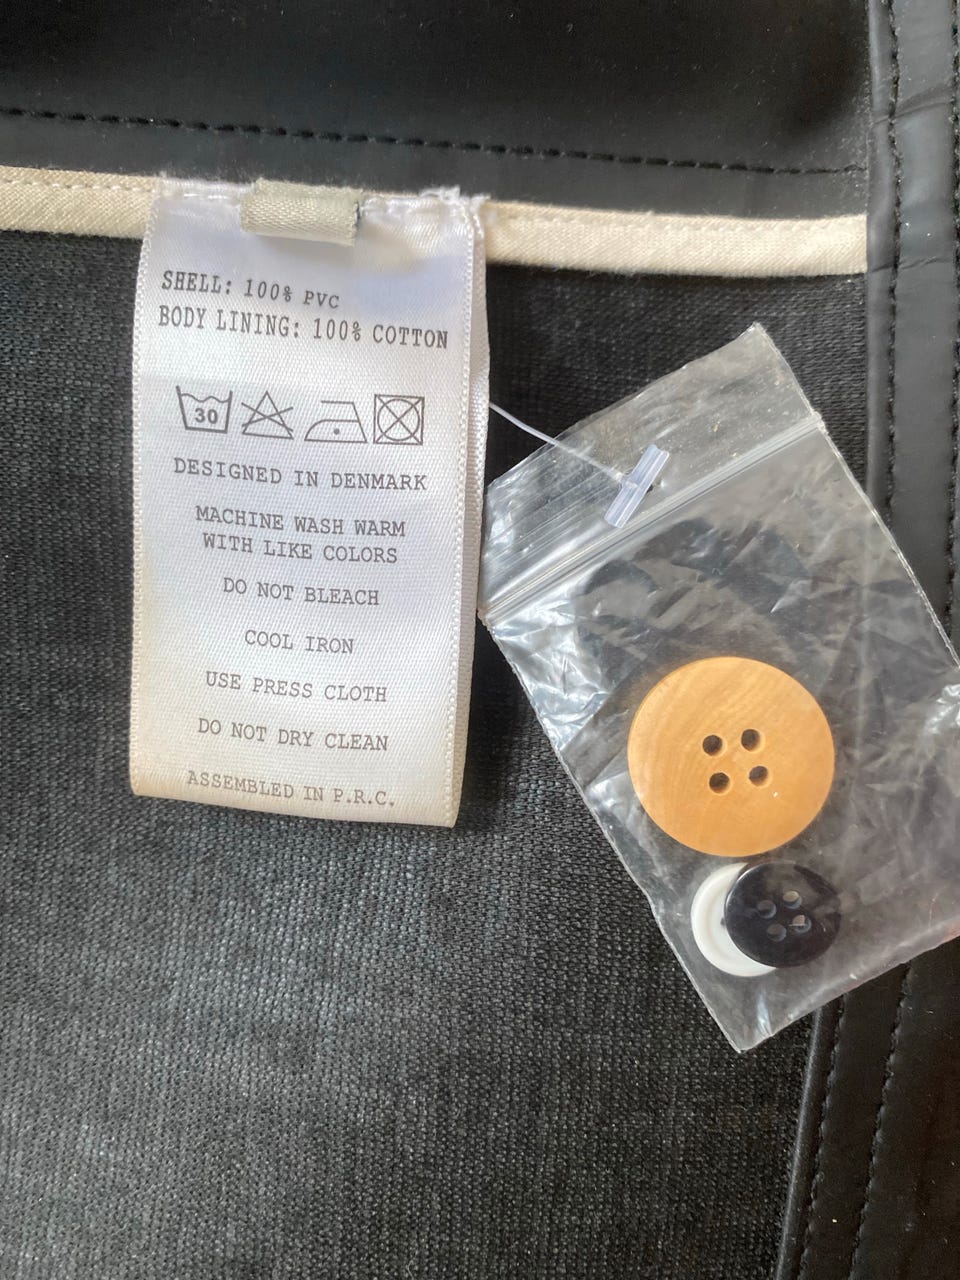 SHELL: 100% PVC
BODY LINING: 100% COTTON
30
DESIGNED IN DENMARK
MACHINE WASH WARM
WITH LIKE COLORS
DO NOT BLEACH
COOL IRON
USE PRESS CLOTH
DO NOT DRY CLEAN
ASSEMBLED IN P.R.C.